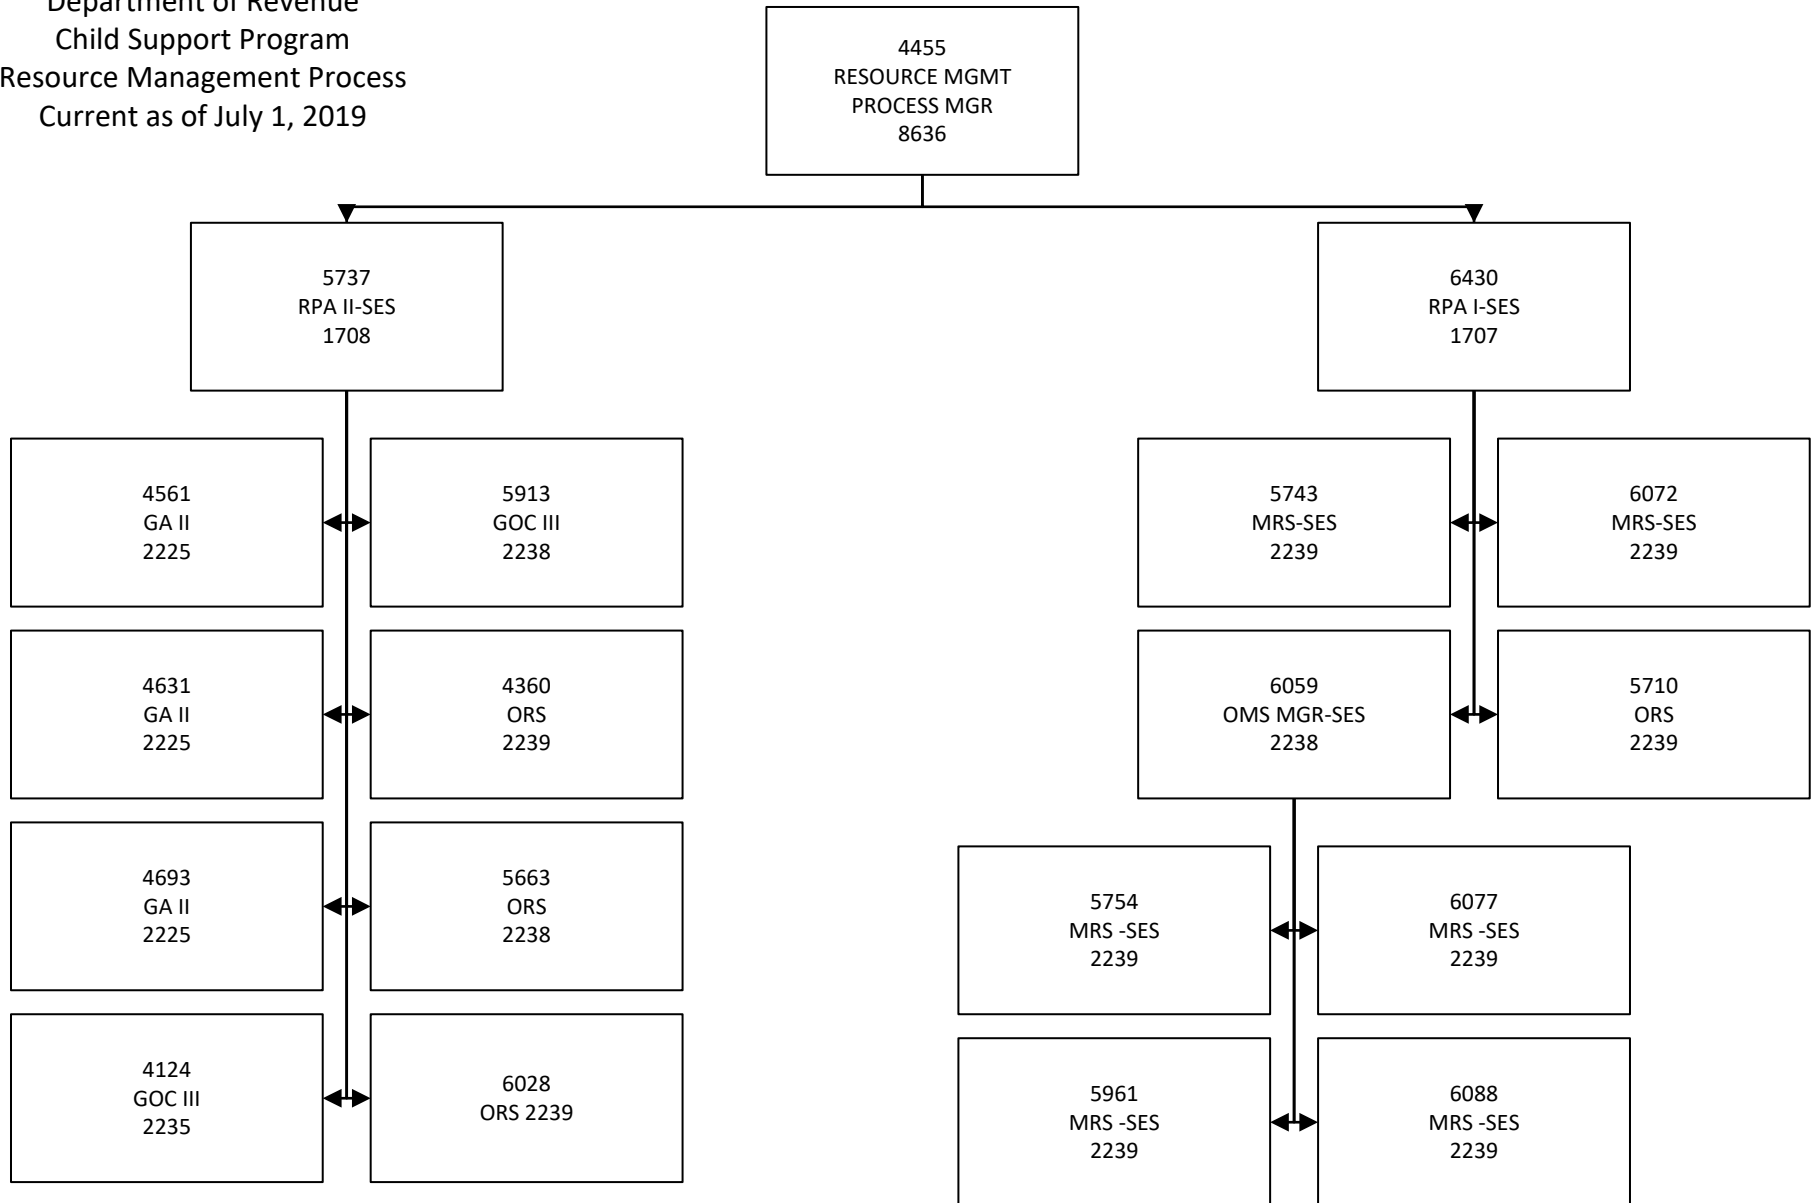 Department of Revenue
Child Support Program
Resource Management Process
Current as of July 1, 2019
4455
RESOURCE MGMT
PROCESS MGR
8636
5737
RPA II-SES
1708
6430
RPA I-SES
1707
4561
GA II
2225
5913
GOC III
2238
5743
MRS-SES
2239
6072
MRS-SES
2239
4631
GA II
2225
4360
ORS
2239
6059
OMS MGR-SES
2238
5710
ORS
2239
4693
GA II
2225
5663
ORS
2238
5754
MRS -SES
2239
6077
MRS -SES
2239
4124
GOC III
2235
6028
ORS 2239
5961
MRS -SES
2239
6088
MRS -SES
2239